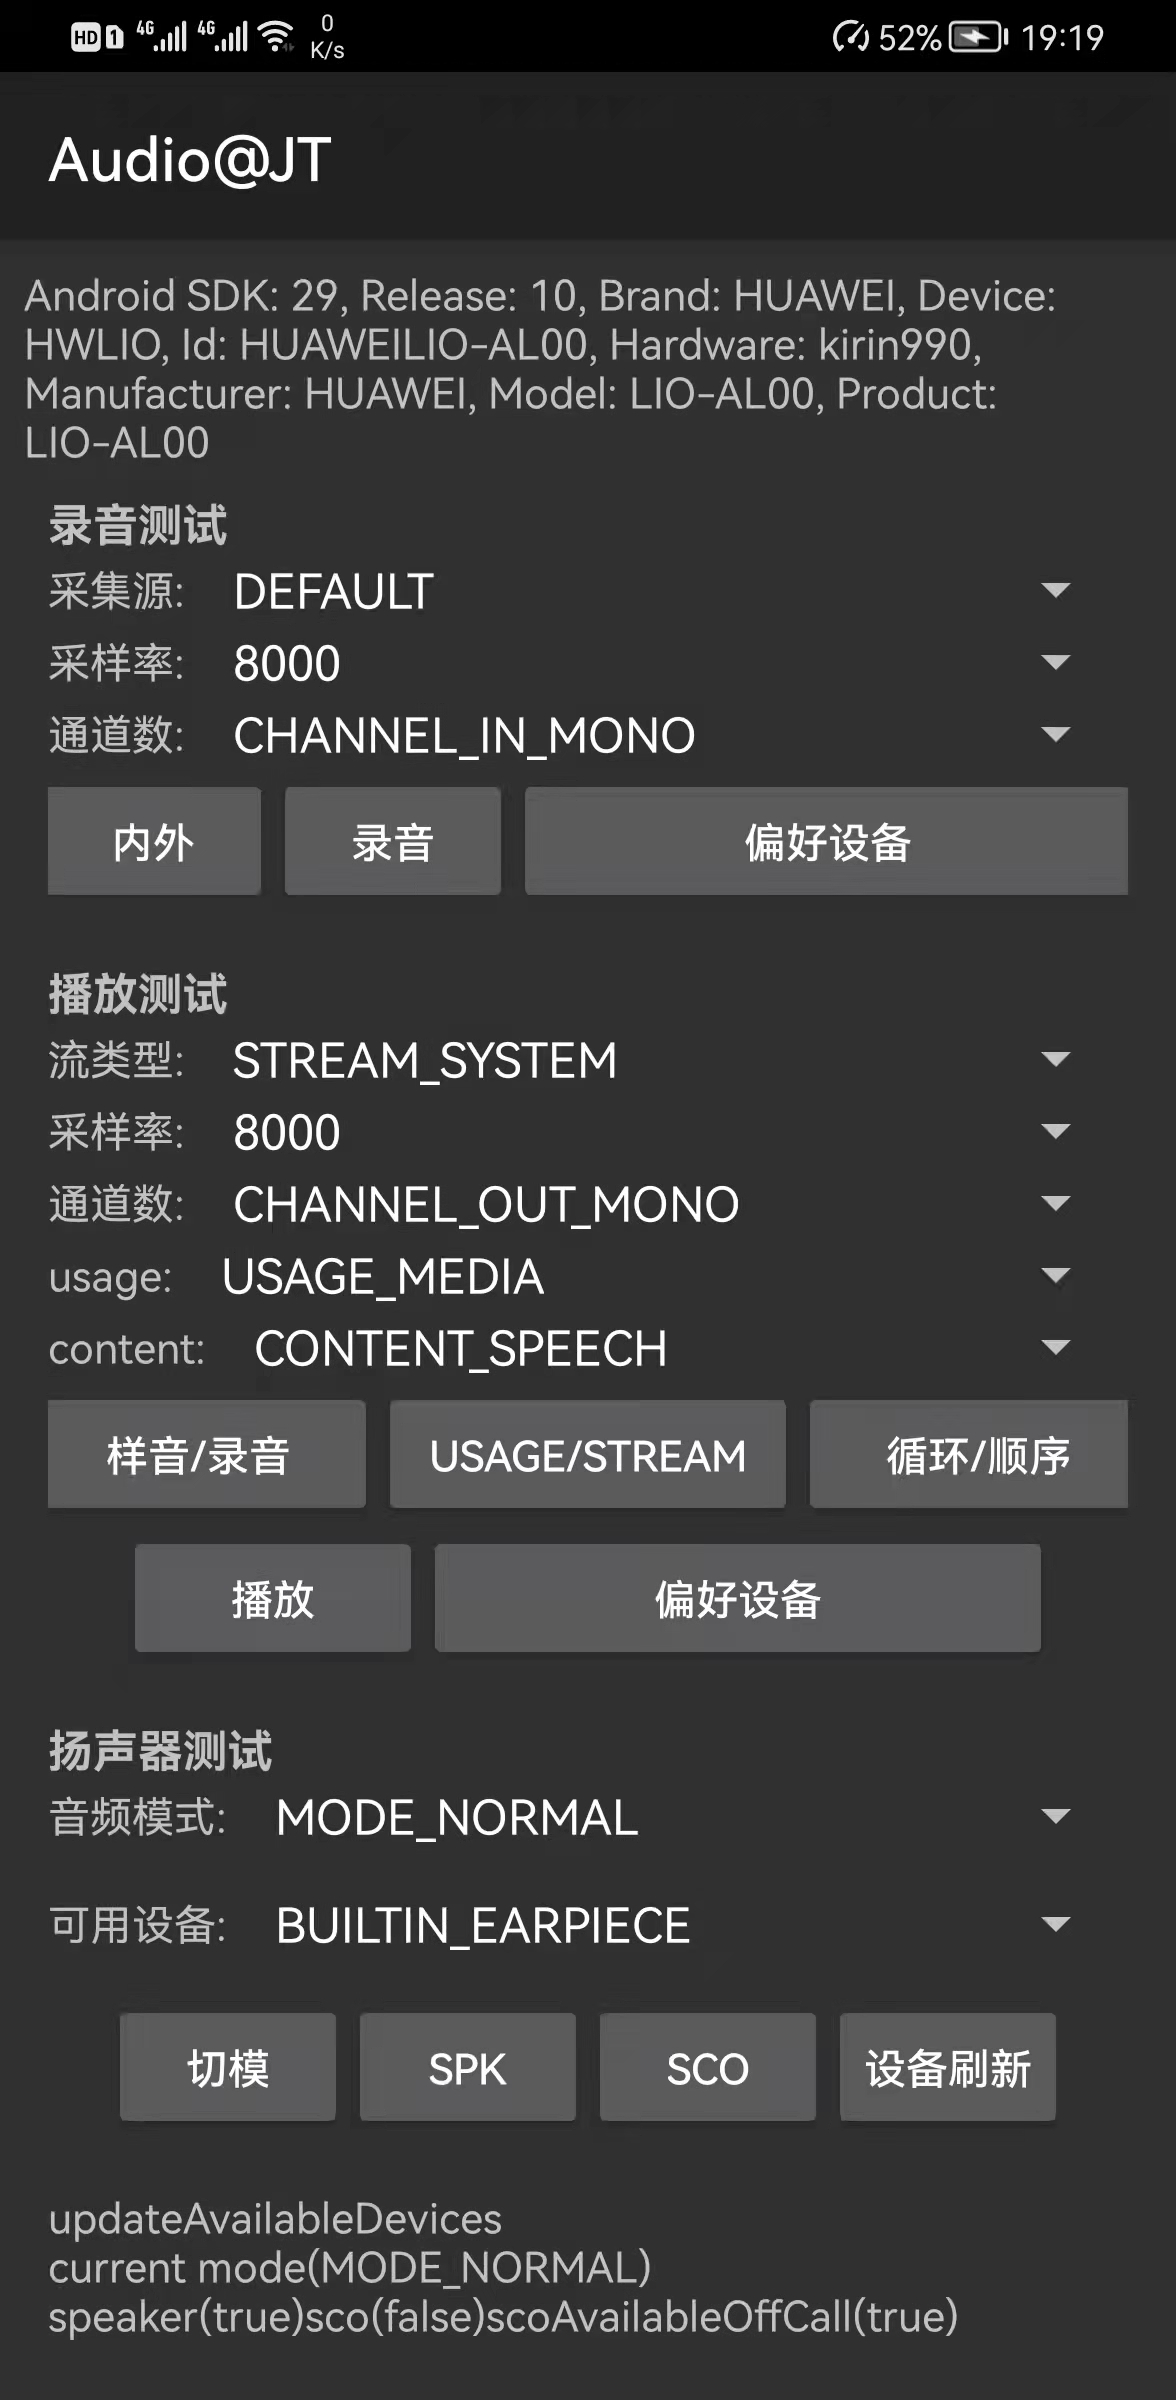 HD 1 4G 4G 0 K/s 52% 19:19
Audio@JT
Android SDK: 29, Release: 10, Brand: HUAWEI, Device:
HWLIO, Id: HUAWEILIO-AL00, Hardware: kirin990,
Manufacturer: HUAWEI, Model: LIO-AL00, Product:
LIO-AL00
录音测试
采集源: DEFAULT
采样率: 8000
通道数: CHANNEL_IN_MONO
内外 录音 偏好设备
播放测试
流类型: STREAM_SYSTEM
采样率: 8000
通道数: CHANNEL_OUT_MONO
usage: USAGE_MEDIA
content: CONTENT_SPEECH
样音/录音 USAGE/STREAM 循环/顺序
播放 偏好设备
扬声器测试
音频模式: MODE_NORMAL
可用设备: BUILTIN_EARPIECE
切模 SPK SCO 设备刷新
updateAvailableDevices
current mode(MODE_NORMAL)
speaker(true)sco(false)scoAvailableOffCall(true)